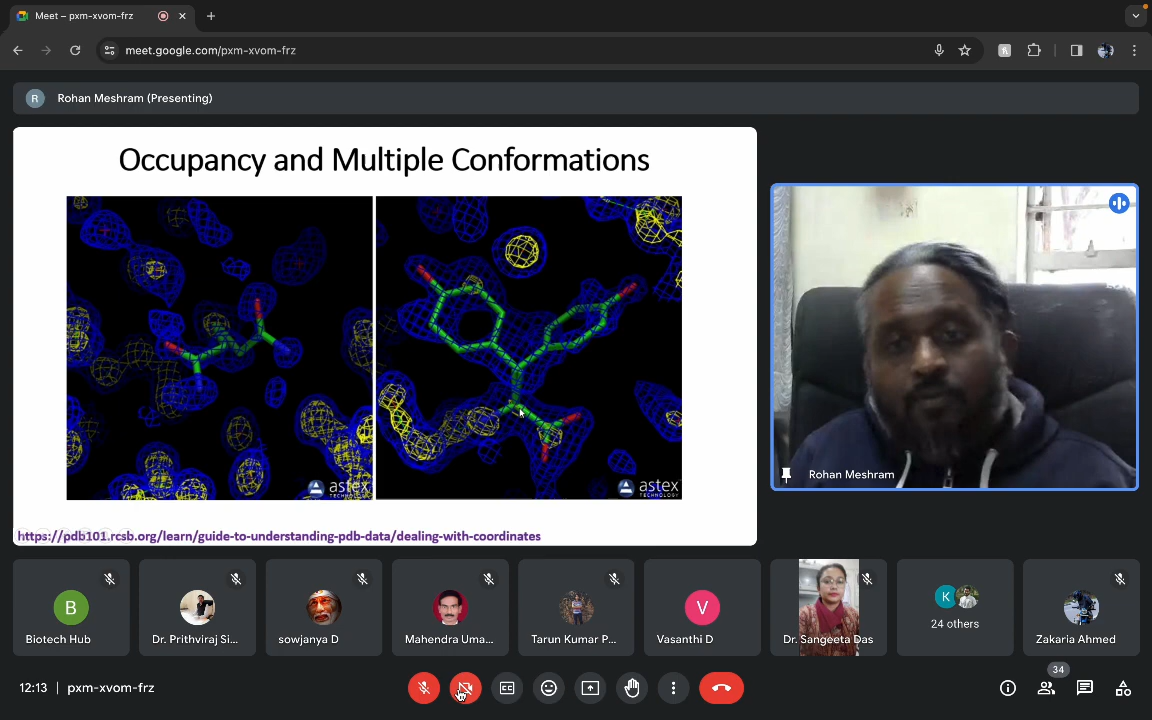 Meet – pxm-xvom-frz
meet.google.com/pxm-xvom-frz
R
Rohan Meshram (Presenting)
Occupancy and Multiple Conformations
astex
TECHNOLOGY
astex
TECHNOLOGY
https://pdb101.rcsb.org/learn/guide-to-understanding-pdb-data/dealing-with-coordinates
Rohan Meshram
B
V
K
24 others
Biotech Hub
Dr. Prithviraj Si...
sowjanya D
Mahendra Uma...
Tarun Kumar P...
Vasanthi D
Dr. Sangeeta Das
Zakaria Ahmed
34
12:13 | pxm-xvom-frz